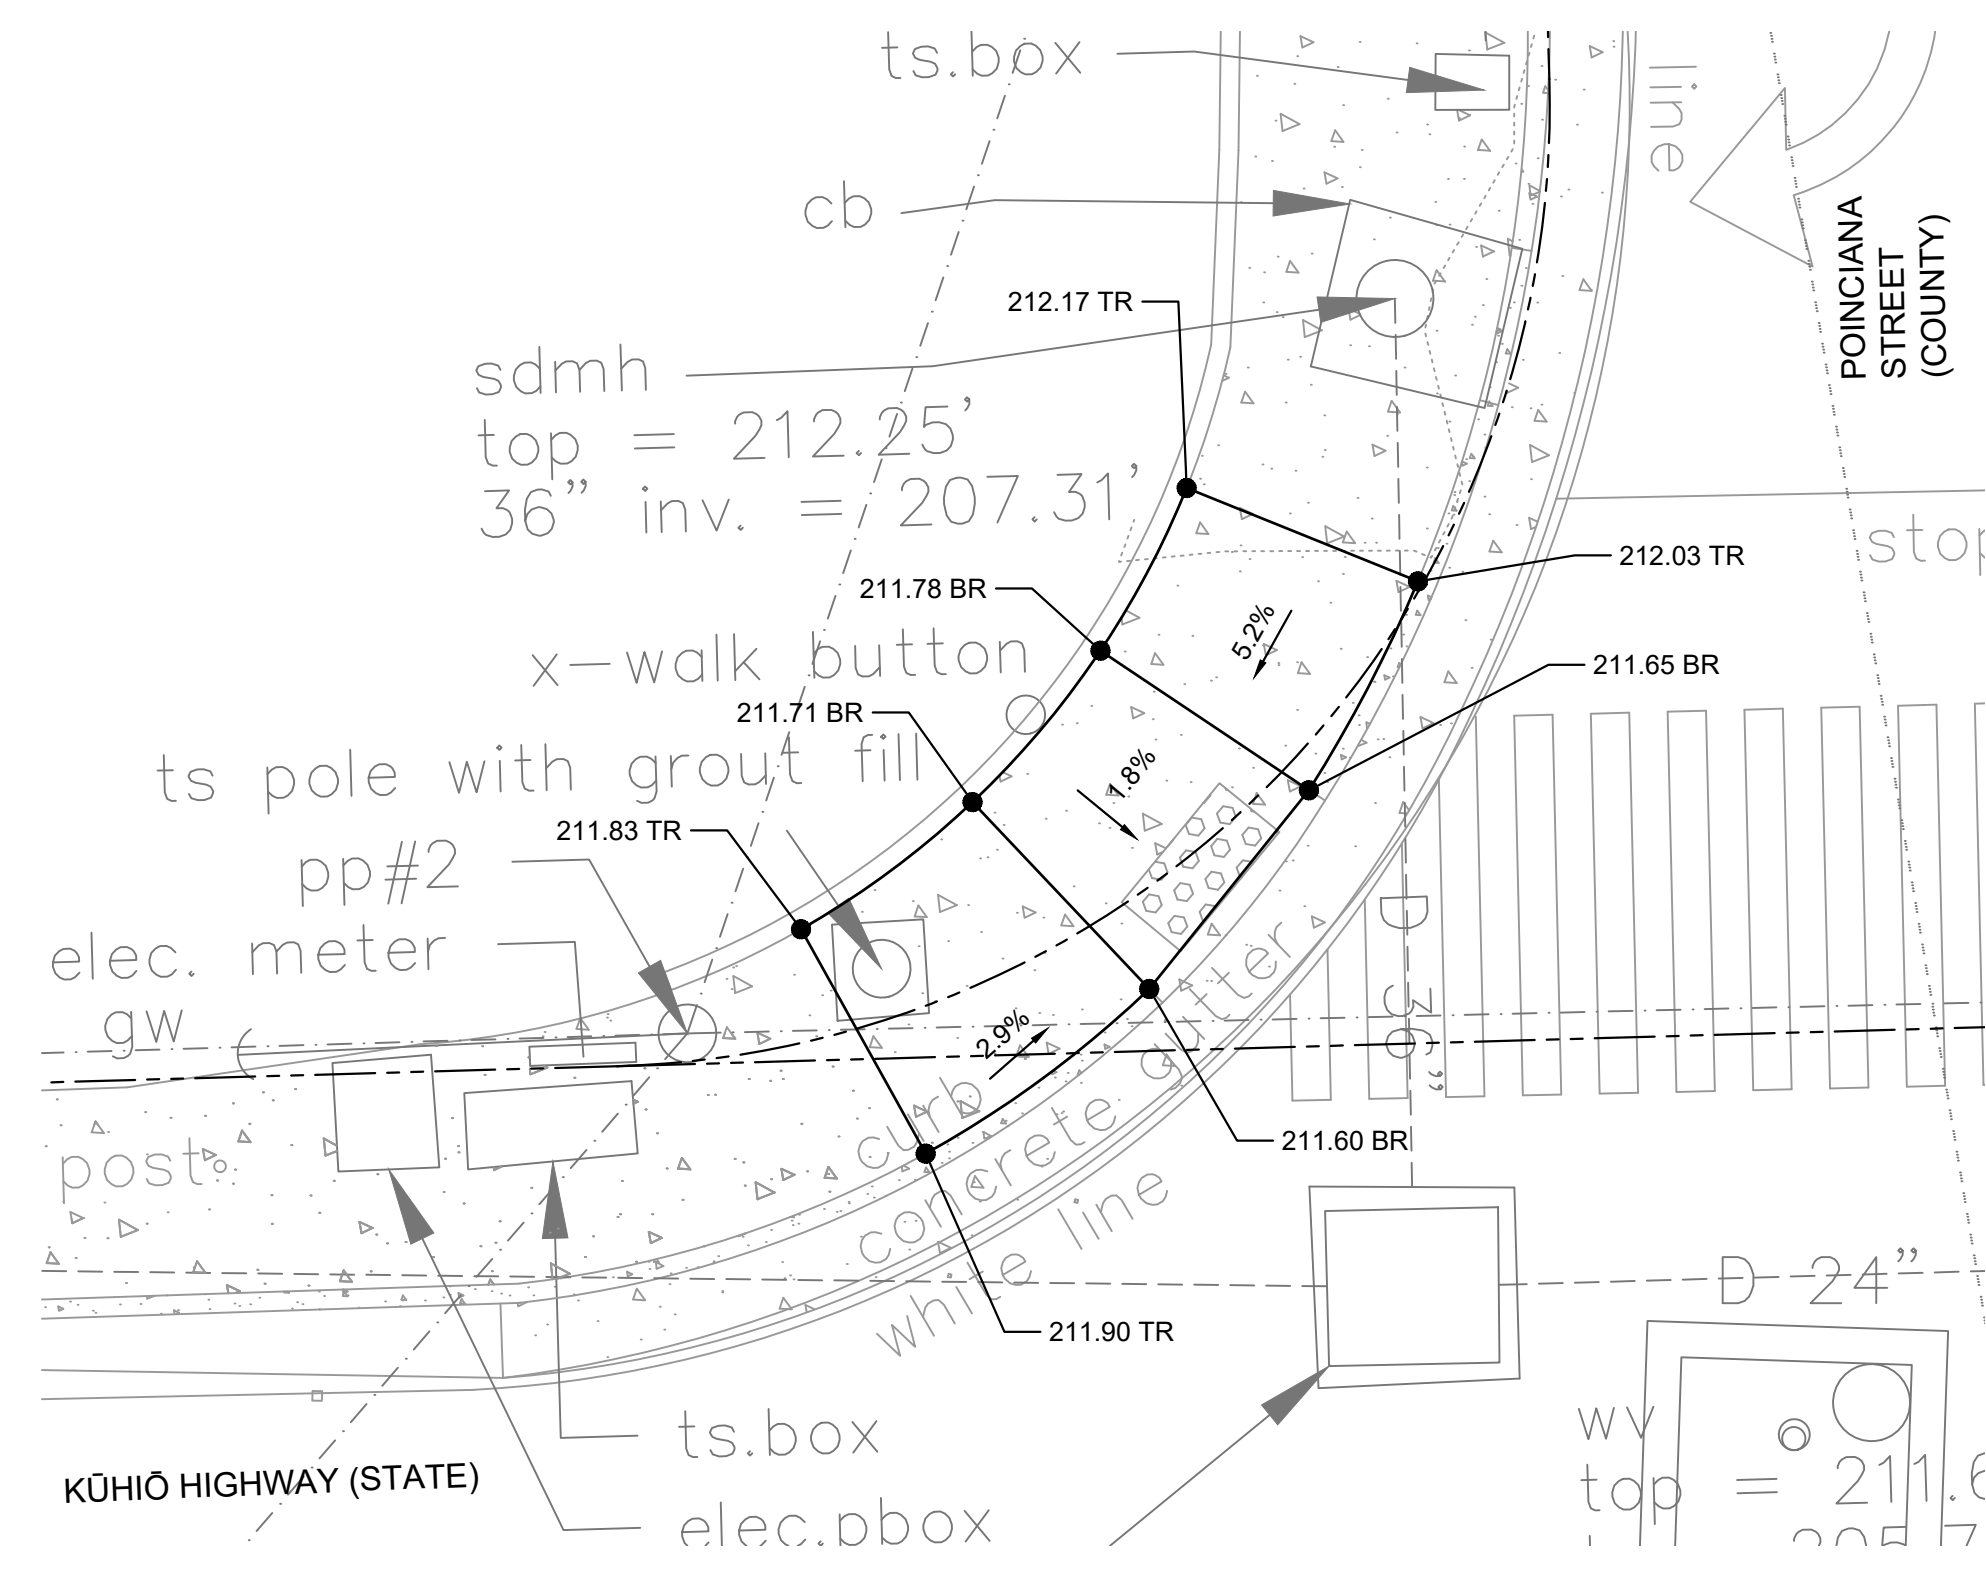 ts.box
line
cb
POINCIANA
STREET
(COUNTY)
212.17 TR
sdmh
top = 212.25'
36” inv. = 207.31'
stop
212.03 TR
211.78 BR
5.2%
x-walk button
211.65 BR
211.71 BR
1.8%
ts pole with grout fill
211.83 TR
pp#2
elec. meter
gw
D 36”
2.9%
curb
concrete gutter
white line
211.60 BR
post
211.90 TR
D 24”
ts.box
KŪHIŌ HIGHWAY (STATE)
elec.pbox
wv
top = 211.6